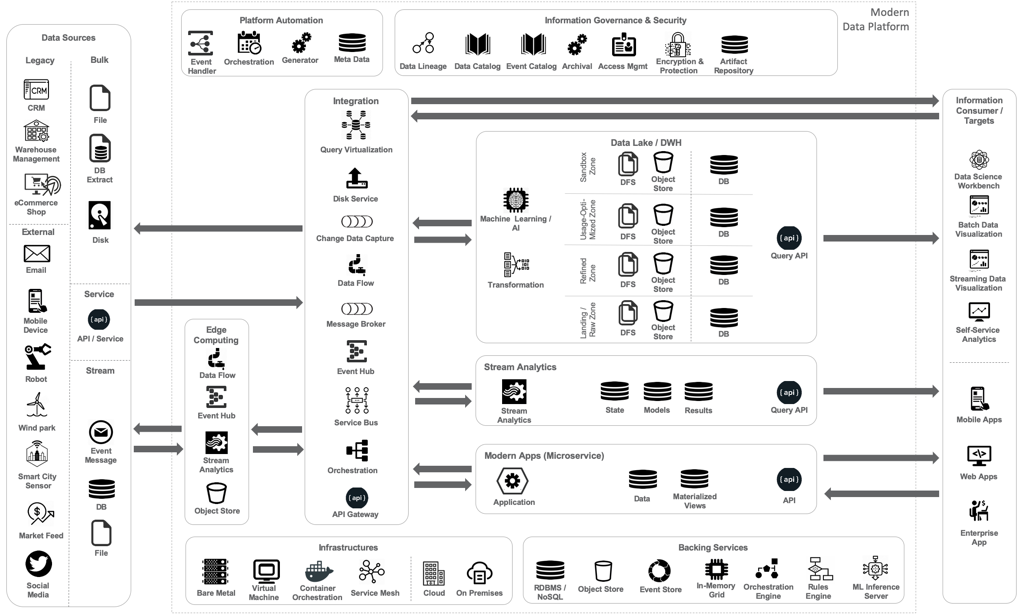 Modern
Data Platform
Data Sources
Legacy
CRM
Warehouse
Management
eCommerce
Shop
External
Email
Mobile
Device
Robot
Wind park
Smart City
Sensor
Market Feed
Social
Media
Bulk
File
DB
Extract
Disk
Service
{api}
API / Service
Stream
Event
Message
DB
File
Platform Automation
Event
Handler
Orchestration
Generator
Meta Data
Information Governance & Security
Data Lineage
Data Catalog
Event Catalog
Archival
Access Mgmt
Encryption &
Protection
Artifact
Repository
Edge
Computing
Data Flow
Event Hub
Stream
Analytics
Object Store
Integration
Query Virtualization
Disk Service
Change Data Capture
Data Flow
Message Broker
Event Hub
Service Bus
Orchestration
{api}
API Gateway
Data Lake / DWH
Machine Learning /
AI
Transformation
Sandbox
Zone
DFS
Object
Store
DB
Usage-Opti-
Mized Zone
DFS
Object
Store
DB
Refined
Zone
DFS
Object
Store
DB
Landing /
Raw Zone
DFS
Object
Store
DB
{api}
Query API
Stream Analytics
Stream
Analytics
State
Models
Results
{api}
Query API
Modern Apps (Microservice)
Application
Data
Materialized
Views
{api}
API
Information
Consumer /
Targets
Data Science
Workbench
Batch Data
Visualization
Streaming Data
Visualization
Self-Service
Analytics
Mobile Apps
Web Apps
Enterprise
App
Infrastructures
Bare Metal
Virtual
Machine
Container
Orchestration
Service Mesh
Cloud
On Premises
Backing Services
RDBMS /
NoSQL
Object Store
Event Store
In-Memory
Grid
Orchestration
Engine
Rules
Engine
ML Inference
Server